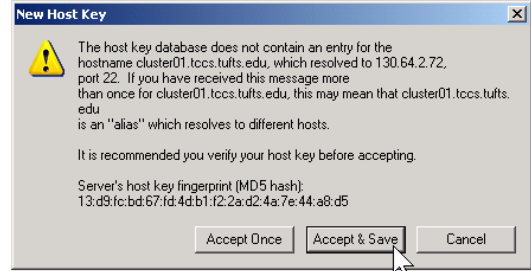 New Host Key
The host key database does not contain an entry for the
hostname cluster01.tccs.tufts.edu, which resolved to 130.64.2.72,
port 22.  If you have received this message more
than once for cluster01.tccs.tufts.edu, this may mean that cluster01.tccs.tufts.
edu
is an "alias" which resolves to different hosts.
It is recommended you verify your host key before accepting.
Server's host key fingerprint (MD5 hash):
13:d9:fc:bd:67:fd:4d:b1:f2:2a:d2:4a:7e:44:a8:d5
Accept Once Accept & Save Cancel